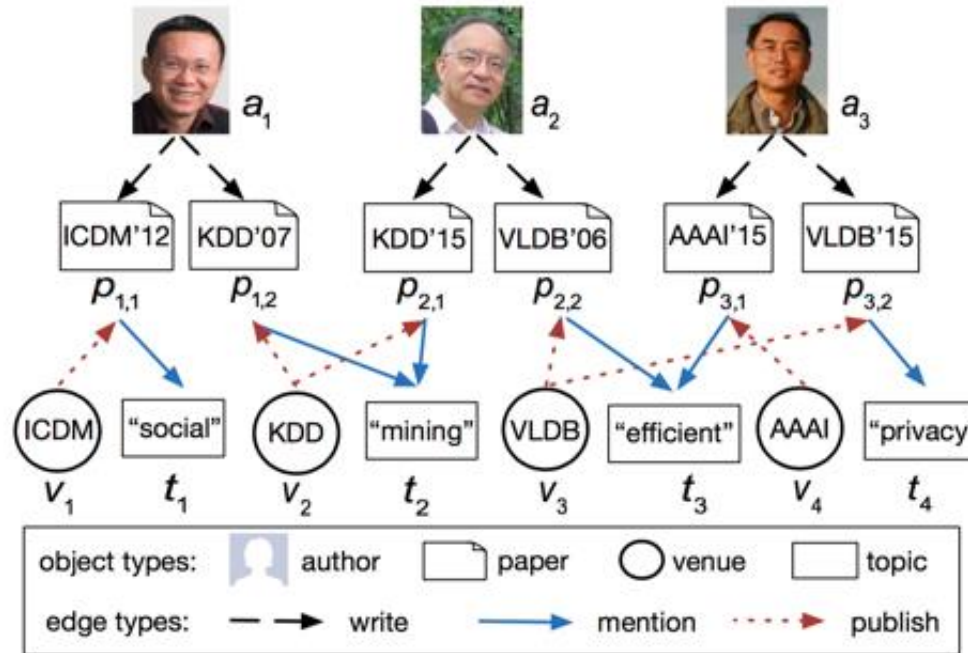 a1 a2 a3
ICDM'12 KDD'07 KDD'15 VLDB'06 AAAI'15 VLDB'15
p1,1 p1,2 p2,1 p2,2 p3,1 p3,2
ICDM "social" KDD "mining" VLDB "efficient" AAAI "privacy
v1 t1 v2 t2 v3 t3 v4 t4
object types: author paper venue topic
edge types: write mention publish